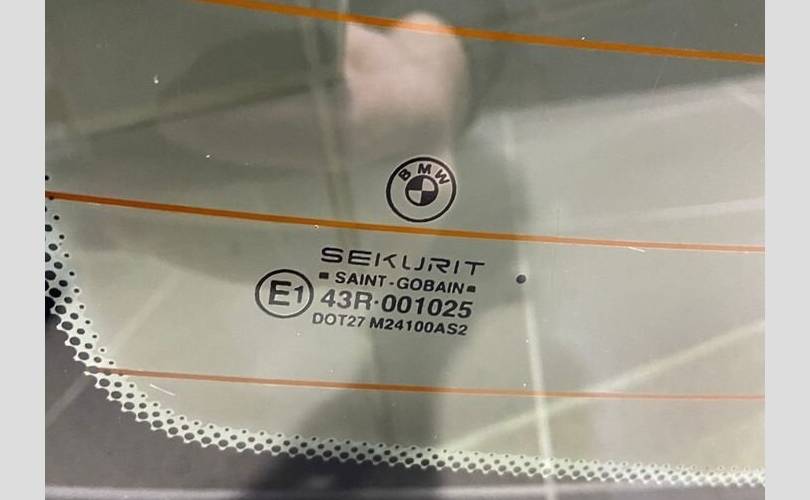 BMW
SEKURIT
SAINT-GOBAIN
E1
43R-001025
DOT27 M24100AS2